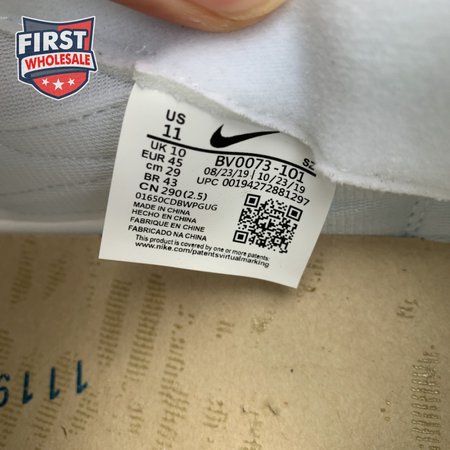 FIRST
WHOLESALE
US
11
UK 10
EUR 45
cm 29
BR 43
CN 290 (2.5)
SZ
BV0073-101
08/23/19 | 10/23/19
UPC 00194272881297
01650CDBWPGUG
MADE IN CHINA
HECHO EN CHINA
FABRIQUE EN CHINE
FABRICADO NA CHINA
This product is covered by one or more patents:
www.nike.com/patentsvirtualmarking
1119